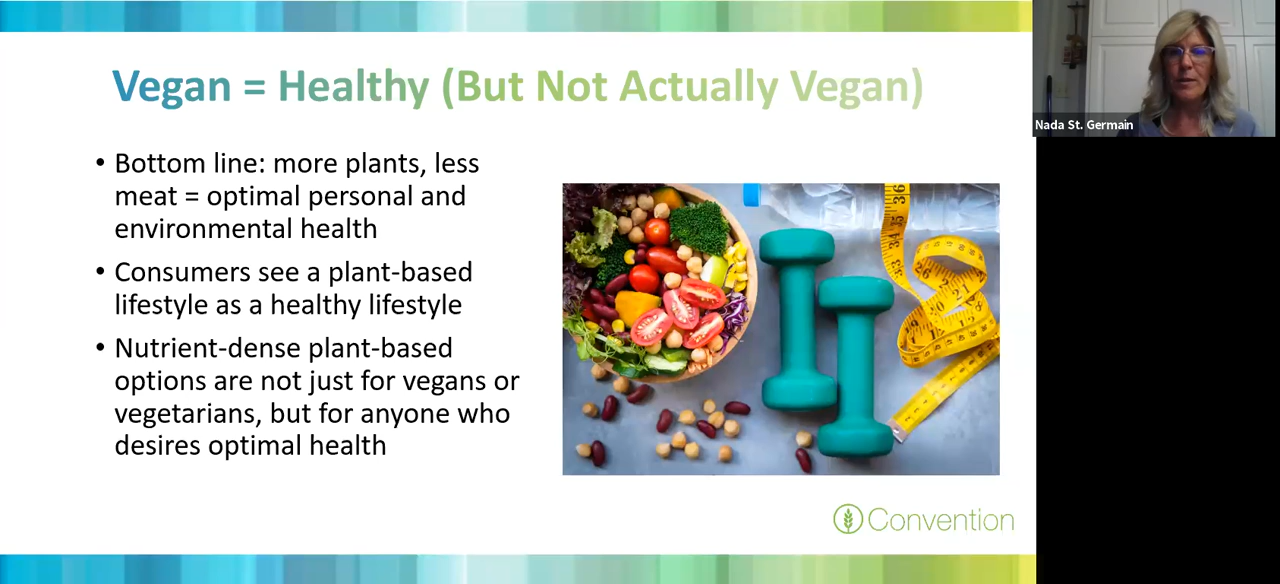 Vegan = Healthy (But Not Actually Vegan)
• Bottom line: more plants, less
meat = optimal personal and
environmental health
• Consumers see a plant-based
lifestyle as a healthy lifestyle
• Nutrient-dense plant-based
options are not just for vegans or
vegetarians, but for anyone who
desires optimal health
Convention
Nada St. Germain